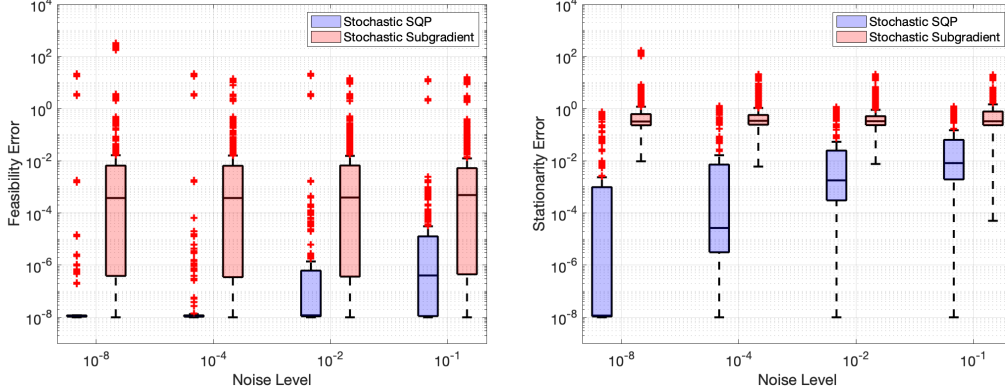 Stochastic SQP
Stochastic Subgradient
10^4
10^2
10^0
10^-2
10^-4
10^-6
10^-8
Feasibility Error
10^-8
10^-4
10^-2
10^-1
Noise Level
Stochastic SQP
Stochastic Subgradient
10^4
10^2
10^0
10^-2
10^-4
10^-6
10^-8
Stationarity Error
10^-8
10^-4
10^-2
10^-1
Noise Level